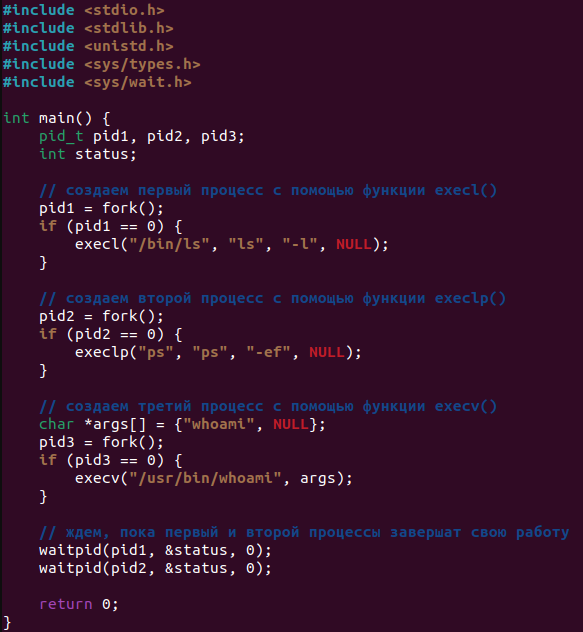 #include <stdio.h>
#include <stdlib.h>
#include <unistd.h>
#include <sys/types.h>
#include <sys/wait.h>

int main() {
    pid_t pid1, pid2, pid3;
    int status;

    // создаем первый процесс с помощью функции execl()
    pid1 = fork();
    if (pid1 == 0) {
        execl("/bin/ls", "ls", "-l", NULL);
    }

    // создаем второй процесс с помощью функции execlp()
    pid2 = fork();
    if (pid2 == 0) {
        execlp("ps", "ps", "-ef", NULL);
    }

    // создаем третий процесс с помощью функции execv()
    char *args[] = {"whoami", NULL};
    pid3 = fork();
    if (pid3 == 0) {
        execv("/usr/bin/whoami", args);
    }

    // ждем, пока первый и второй процессы завершат свою работу
    waitpid(pid1, &status, 0);
    waitpid(pid2, &status, 0);

    return 0;
}